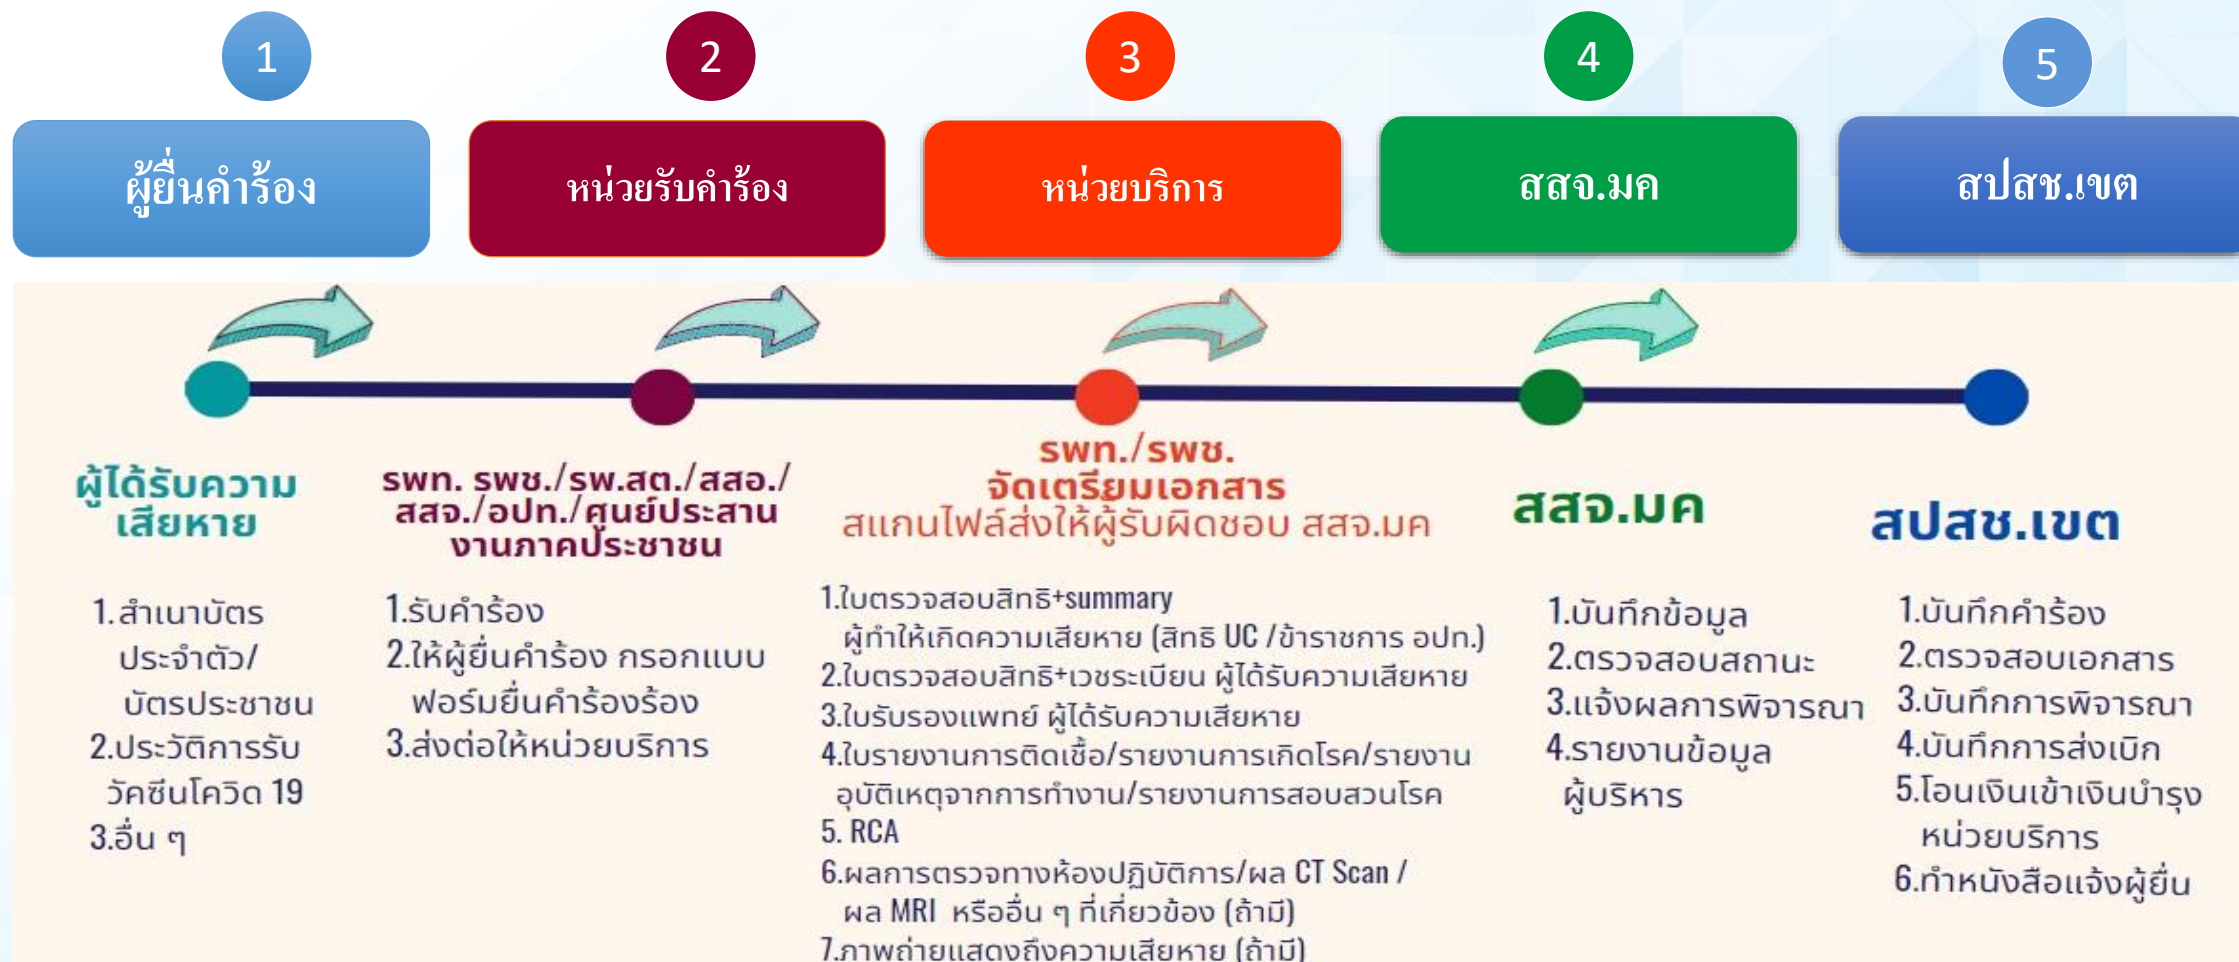 1
2
3
4
5
ผู้ยื่นคำร้อง
หน่วยรับคำร้อง
หน่วยบริการ
สสจ.มค
สปสช.เขต
ผู้ได้รับความ
เสียหาย
1.สำเนาบัตร
ประจำตัว/
บัตรประชาชน
2.ประวัติการรับ
วัคซีนโควิด 19
3.อื่น ๆ
รพท. รพช./รพ.สต./สสอ./
สสจ./อปท./ศูนย์ประสาน
งานภาคประชาชน
1.รับคำร้อง
2.ให้ผู้ยื่นคำร้อง กรอกแบบ
ฟอร์มยื่นคำร้องร้อง
3.ส่งต่อให้หน่วยบริการ
รพท./รพช.
จัดเตรียมเอกสาร
สแกนไฟล์ส่งให้ผู้รับผิดชอบ สสจ.มค
1.ใบตรวจสอบสิทธิ+summary
ผู้ทำให้เกิดความเสียหาย (สิทธิ UC /ข้าราชการ อปท.)
2.ใบตรวจสอบสิทธิ+เวชระเบียน ผู้ได้รับความเสียหาย
3.ใบรับรองแพทย์ ผู้ได้รับความเสียหาย
4.ใบรายงานการติดเชื้อ/รายงานการเกิดโรค/รายงาน
อุบัติเหตุจากการทำงาน/รายงานการสอบสวนโรค
5. RCA
6.ผลการตรวจทางห้องปฏิบัติการ/ผล CT Scan /
ผล MRI หรืออื่น ๆ ที่เกี่ยวข้อง (ถ้ามี)
7.ภาพถ่ายแสดงถึงความเสียหาย (ถ้ามี)
สสจ.มค
1.บันทึกข้อมูล
2.ตรวจสอบสถานะ
3.แจ้งผลการพิจารณา
4.รายงานข้อมูล
ผู้บริหาร
สปสช.เขต
1.บันทึกคำร้อง
2.ตรวจสอบเอกสาร
3.บันทึกการพิจารณา
4.บันทึกการส่งเบิก
5.โอนเงินเข้าเงินบำรุง
หน่วยบริการ
6.ทำหนังสือแจ้งผู้ยื่น